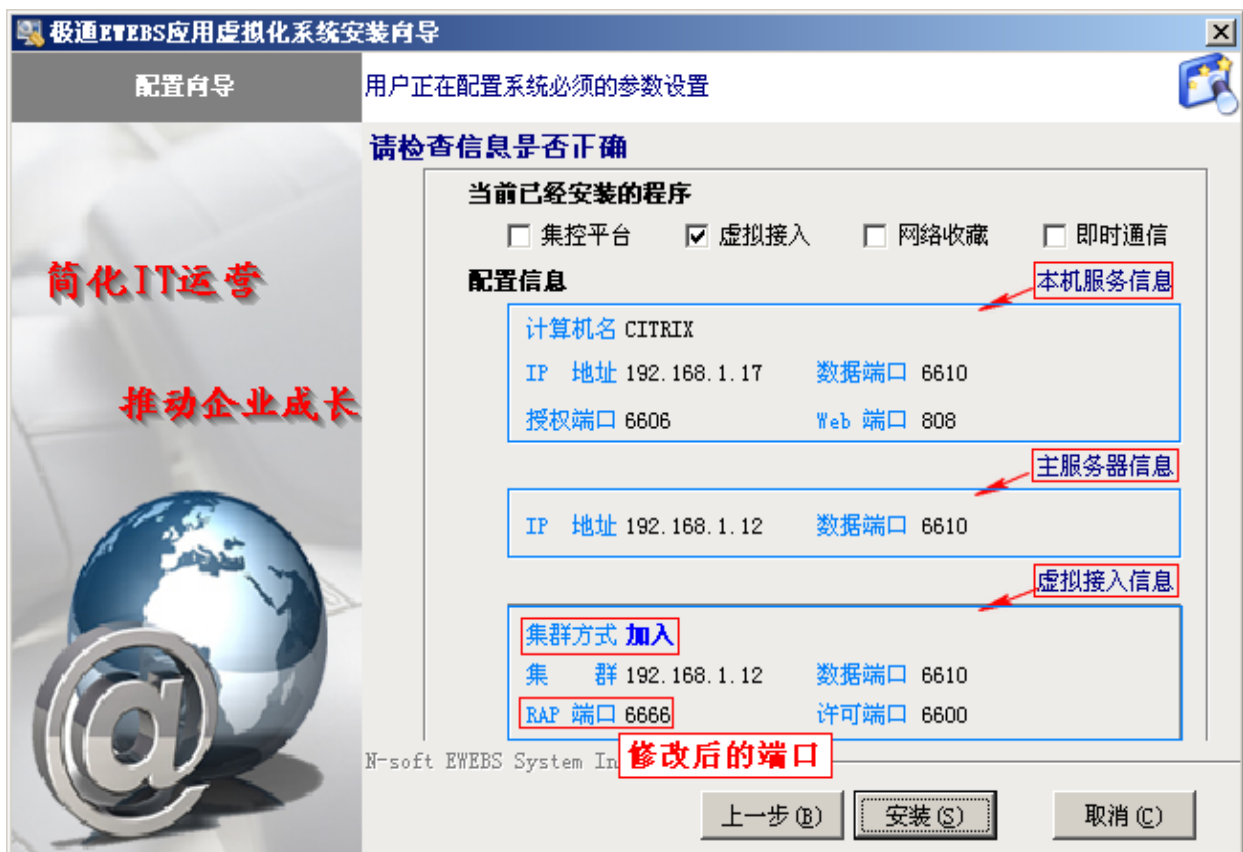 极通EWEBS应用虚拟化系统安装向导
配置向导
用户正在配置系统必须的参数设置
请检查信息是否正确
当前已经安装的程序
集控平台 虚拟接入 网络收藏 即时通信
简化IT运营
推动企业成长
配置信息
本机服务信息
计算机名 CITRIX
IP 地址 192.168.1.17 数据端口 6610
授权端口 6606 Web 端口 808
主服务器信息
IP 地址 192.168.1.12 数据端口 6610
虚拟接入信息
集群方式 加入
集 群 192.168.1.12 数据端口 6610
RAP 端口 6666 许可端口 6600
修改后的端口
N-soft EWEBS System In
上一步(B) 安装(S) 取消(C)
@